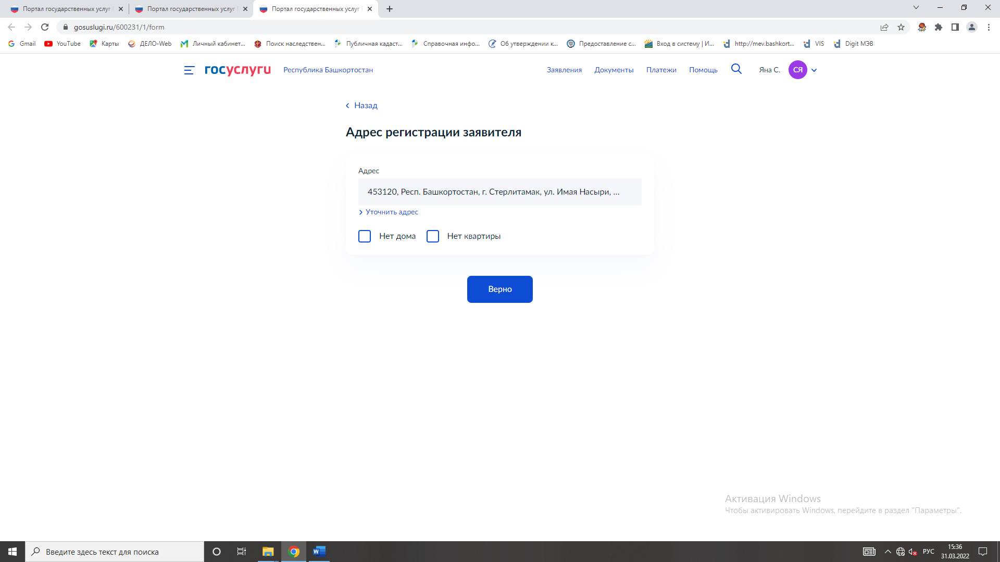 Портал государственных услуг
Портал государственных услуг
Портал государственных услуг
gosuslugi.ru/600231/1/form
Gmail
YouTube
Карты
ДЕЛО-Web
Личный кабинет...
Поиск наследствен...
Публичная кадаст...
Справочная инфо...
Об утверждении к...
Предоставление с...
Вход в систему | И...
http://mev.bashkort...
VIS
Digit МЭВ
госуслуги
Республика Башкортостан
Заявления
Документы
Платежи
Помощь
Яна С.
СЯ
Назад
Адрес регистрации заявителя
Адрес
453120, Респ. Башкортостан, г. Стерлитамак, ул. Имая Насыри, ...
Уточнить адрес
Нет дома
Нет квартиры
Верно
Активация Windows
Чтобы активировать Windows, перейдите в раздел "Параметры".
Введите здесь текст для поиска
РУС
15:36
31.03.2022